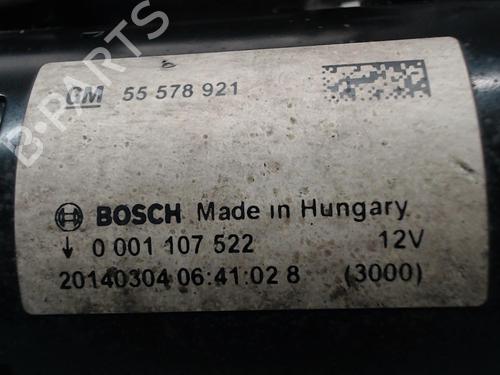 B-PARTS
GM 55 578 921
BOSCH Made in Hungary
0 001 107 522 12V
20140304 06:41:02 8 (3000)